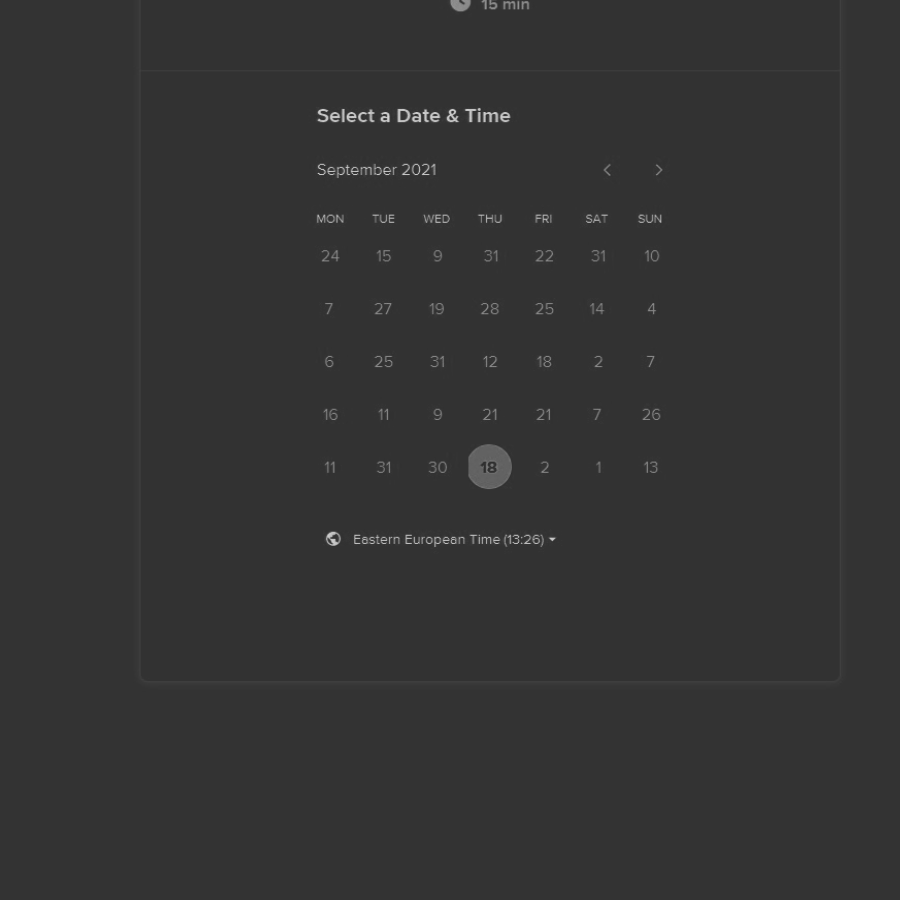 15 min
Select a Date & Time
September 2021
MON TUE WED THU FRI SAT SUN
24 15 9 31 22 31 10
7 27 19 28 25 14 4
6 25 31 12 18 2 7
16 11 9 21 21 7 26
11 31 30 18 2 1 13
Eastern European Time (13:26)